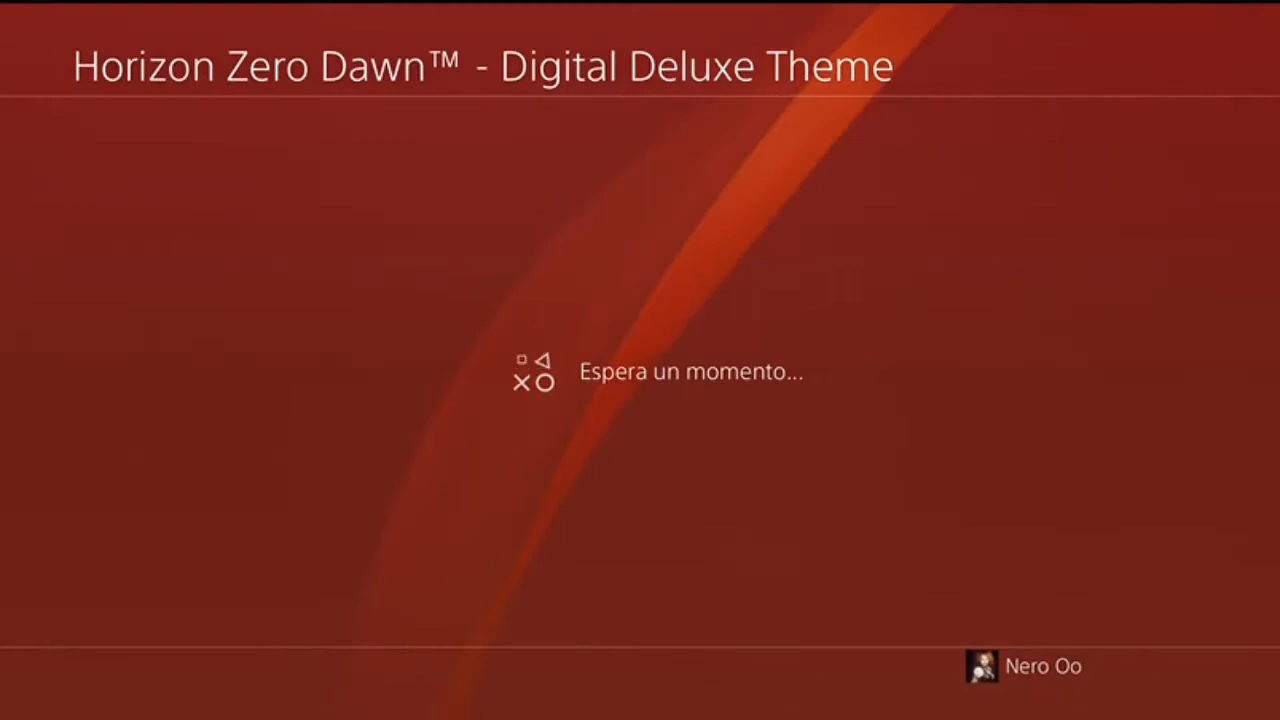 Horizon Zero Dawn™ - Digital Deluxe Theme
Espera un momento...
Nero Oo